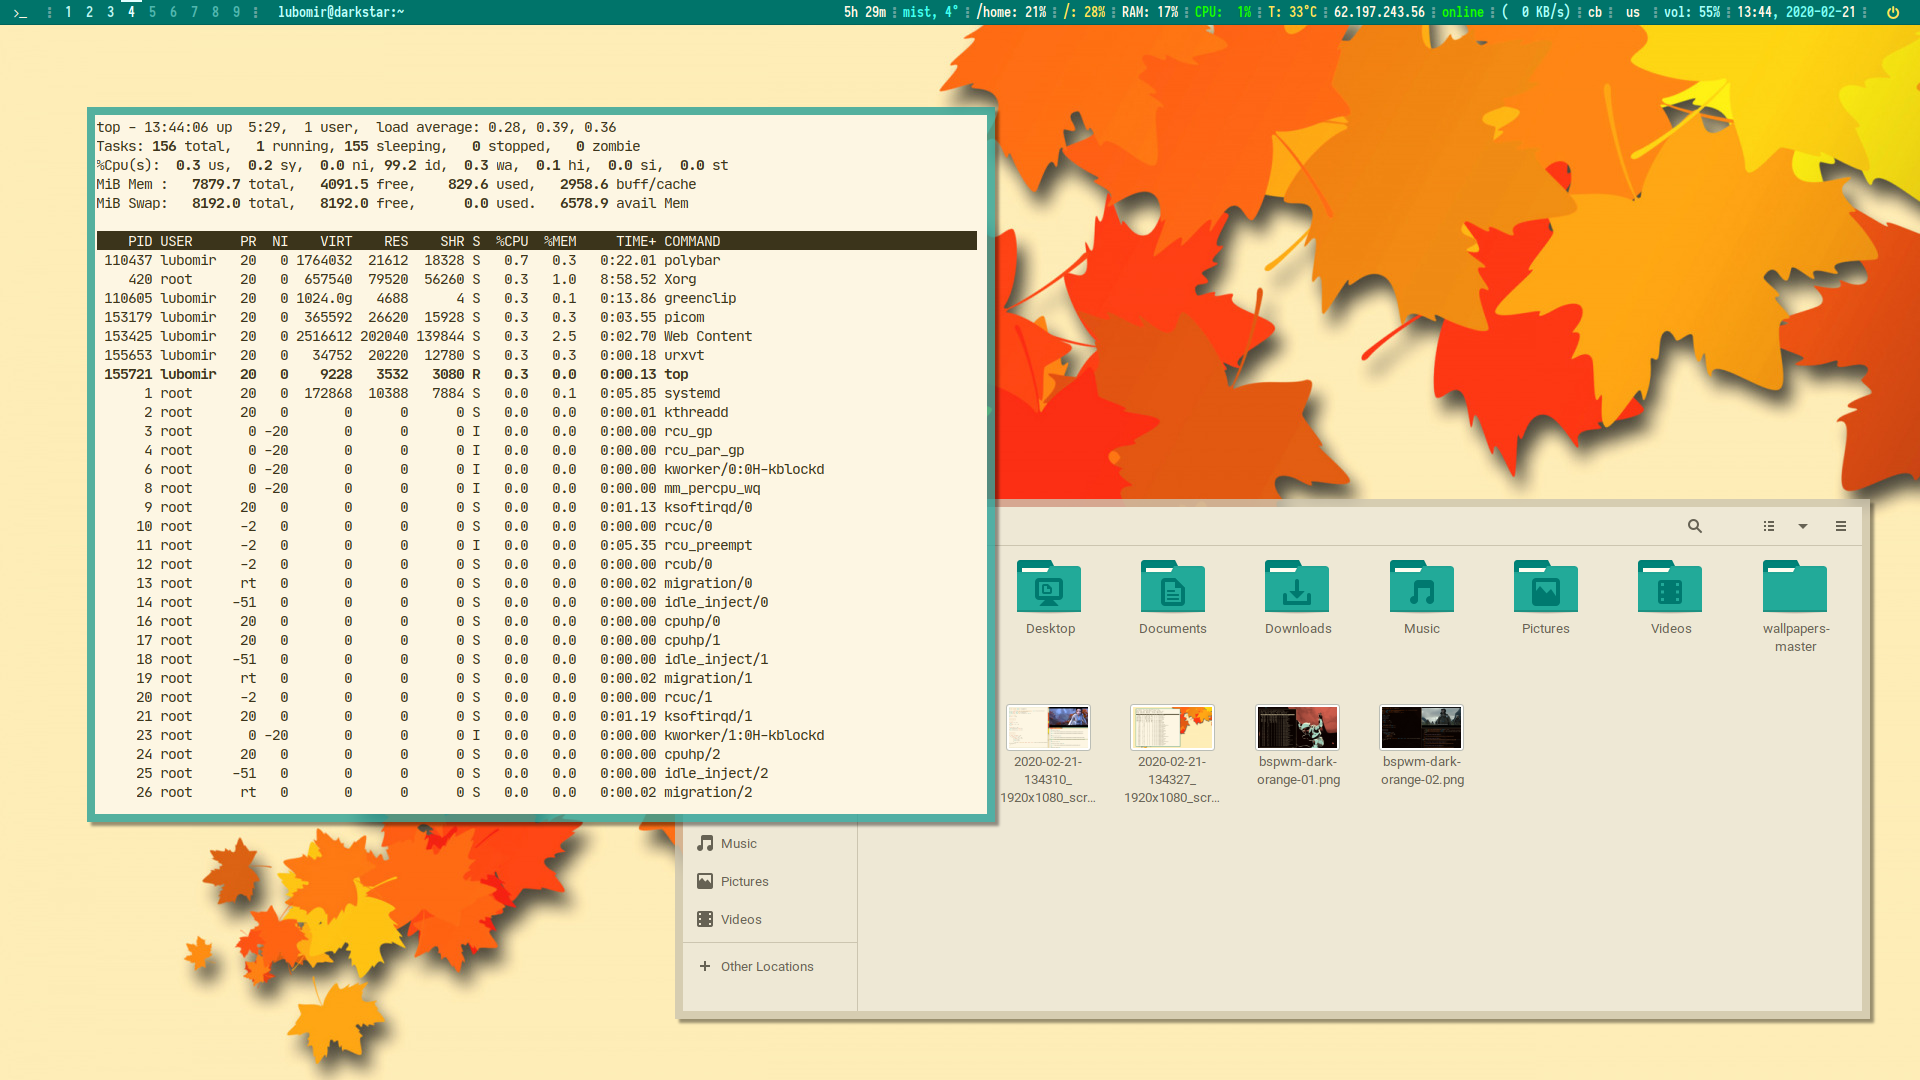 >_ ⋮ 1 2 3 4 5 6 7 8 9 ⋮ lubomir@darkstar:~ 5h 29m ⋮ mist, 4° ⋮ /home: 21% ⋮ /: 28% ⋮ RAM: 17% ⋮ CPU: 1% ⋮ T: 33°C ⋮ 62.197.243.56 ⋮ online ⋮ ( 0 KB/s) ⋮ cb ⋮ us ⋮ vol: 55% ⋮ 13:44, 2020-02-21 ⋮
top - 13:44:06 up 5:29, 1 user, load average: 0.28, 0.39, 0.36
Tasks: 156 total, 1 running, 155 sleeping, 0 stopped, 0 zombie
%Cpu(s): 0.3 us, 0.2 sy, 0.0 ni, 99.2 id, 0.3 wa, 0.1 hi, 0.0 si, 0.0 st
MiB Mem : 7879.7 total, 4091.5 free, 829.6 used, 2958.6 buff/cache
MiB Swap: 8192.0 total, 8192.0 free, 0.0 used. 6578.9 avail Mem
PID USER PR NI VIRT RES SHR S %CPU %MEM TIME+ COMMAND
110437 lubomir 20 0 1764032 21612 18328 S 0.7 0.3 0:22.01 polybar
420 root 20 0 657540 79520 56260 S 0.3 1.0 8:58.52 Xorg
110605 lubomir 20 0 1024.0g 4688 4 S 0.3 0.1 0:13.86 greenclip
153179 lubomir 20 0 365592 26620 15928 S 0.3 0.3 0:03.55 picom
153425 lubomir 20 0 2516612 202040 139844 S 0.3 2.5 0:02.70 Web Content
155653 lubomir 20 0 34752 20220 12780 S 0.3 0.3 0:00.18 urxvt
155721 lubomir 20 0 9228 3532 3080 R 0.3 0.0 0:00.13 top
1 root 20 0 172868 10388 7884 S 0.0 0.1 0:05.85 systemd
2 root 20 0 0 0 0 S 0.0 0.0 0:00.01 kthreadd
3 root 0 -20 0 0 0 I 0.0 0.0 0:00.00 rcu_gp
4 root 0 -20 0 0 0 I 0.0 0.0 0:00.00 rcu_par_gp
6 root 0 -20 0 0 0 I 0.0 0.0 0:00.00 kworker/0:0H-kblockd
8 root 0 -20 0 0 0 I 0.0 0.0 0:00.00 mm_percpu_wq
9 root 20 0 0 0 0 S 0.0 0.0 0:01.13 ksoftirqd/0
10 root -2 0 0 0 0 S 0.0 0.0 0:00.00 rcuc/0
11 root -2 0 0 0 0 I 0.0 0.0 0:05.35 rcu_preempt
12 root -2 0 0 0 0 S 0.0 0.0 0:00.00 rcub/0
13 root rt 0 0 0 0 S 0.0 0.0 0:00.02 migration/0
14 root -51 0 0 0 0 S 0.0 0.0 0:00.00 idle_inject/0
16 root 20 0 0 0 0 S 0.0 0.0 0:00.00 cpuhp/0
17 root 20 0 0 0 0 S 0.0 0.0 0:00.00 cpuhp/1
18 root -51 0 0 0 0 S 0.0 0.0 0:00.00 idle_inject/1
19 root rt 0 0 0 0 S 0.0 0.0 0:00.02 migration/1
20 root -2 0 0 0 0 S 0.0 0.0 0:00.00 rcuc/1
21 root 20 0 0 0 0 S 0.0 0.0 0:01.19 ksoftirqd/1
23 root 0 -20 0 0 0 I 0.0 0.0 0:00.00 kworker/1:0H-kblockd
24 root 20 0 0 0 0 S 0.0 0.0 0:00.00 cpuhp/2
25 root -51 0 0 0 0 S 0.0 0.0 0:00.00 idle_inject/2
26 root rt 0 0 0 0 S 0.0 0.0 0:00.02 migration/2
Desktop Documents Downloads Music Pictures Videos wallpapers-
master
2020-02-21- 2020-02-21- bspwm-dark- bspwm-dark-
134310_ 134327_ orange-01.png orange-02.png
1920x1080_scr... 1920x1080_scr...
Music
Pictures
Videos
Other Locations